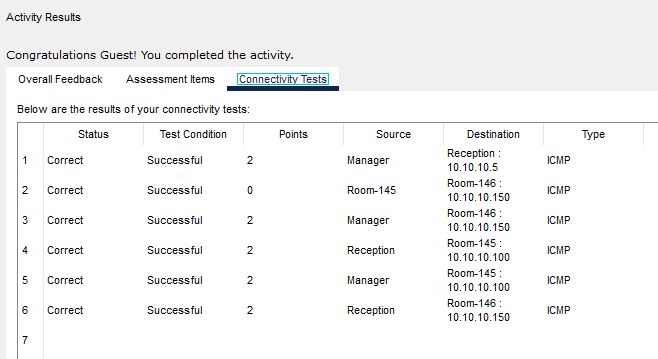 Activity Results
Congratulations Guest! You completed the activity.
Overall Feedback Assessment Items Connectivity Tests
Below are the results of your connectivity tests:
Status Test Condition Points Source Destination Type
1 Correct Successful 2 Manager Reception : 10.10.10.5 ICMP
2 Correct Successful 0 Room-145 Room-146 : 10.10.10.150 ICMP
3 Correct Successful 2 Manager Room-146 : 10.10.10.150 ICMP
4 Correct Successful 2 Reception Room-145 : 10.10.10.100 ICMP
5 Correct Successful 2 Manager Room-145 : 10.10.10.100 ICMP
6 Correct Successful 2 Reception Room-146 : 10.10.10.150 ICMP
7